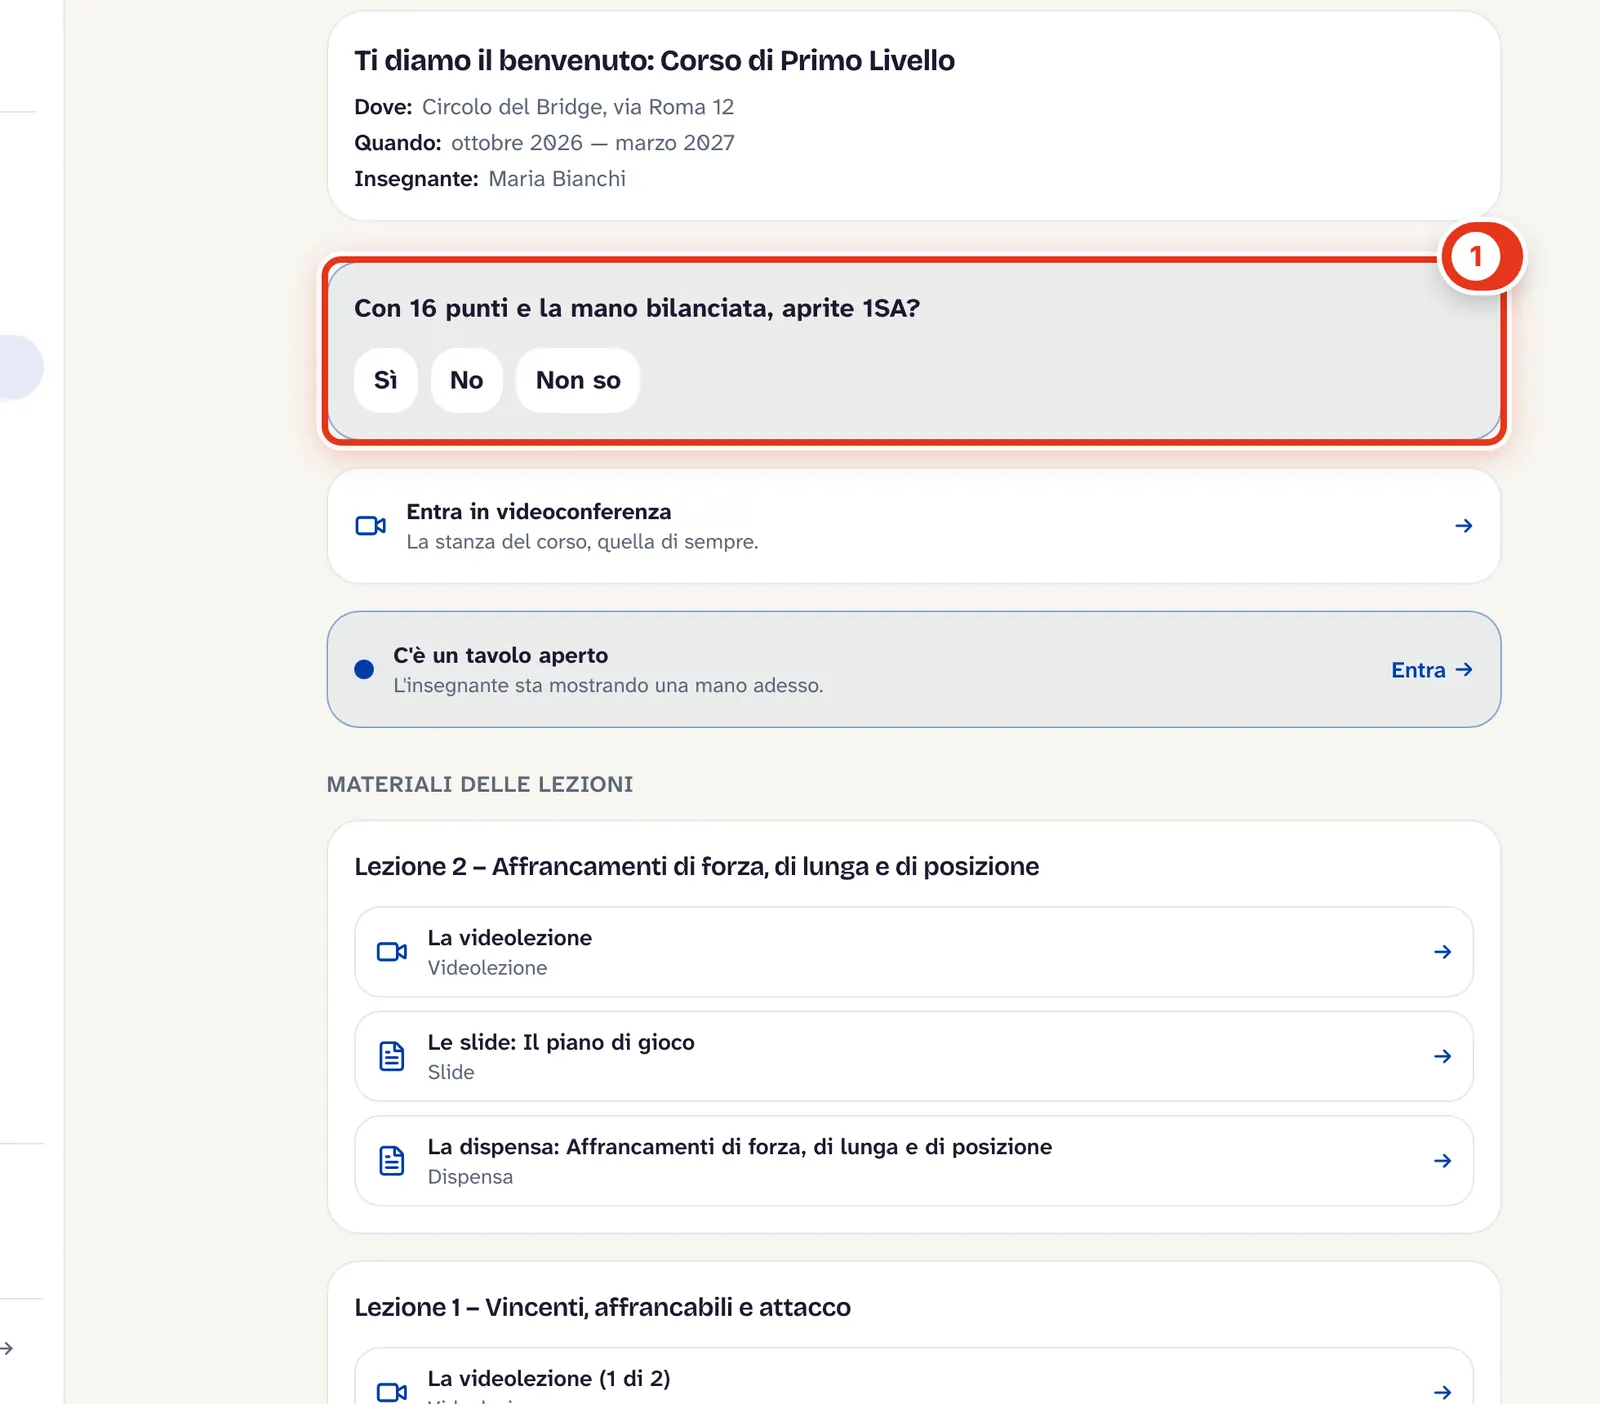 Ti diamo il benvenuto: Corso di Primo Livello
Dove: Circolo del Bridge, via Roma 12
Quando: ottobre 2026 — marzo 2027
Insegnante: Maria Bianchi
1
Con 16 punti e la mano bilanciata, aprite 1SA?
Sì No Non so
Entra in videoconferenza
La stanza del corso, quella di sempre.
C'è un tavolo aperto
L'insegnante sta mostrando una mano adesso.
Entra →
MATERIALI DELLE LEZIONI
Lezione 2 – Affrancamenti di forza, di lunga e di posizione
La videolezione
Videolezione
Le slide: Il piano di gioco
Slide
La dispensa: Affrancamenti di forza, di lunga e di posizione
Dispensa
Lezione 1 – Vincenti, affrancabili e attacco
La videolezione (1 di 2)